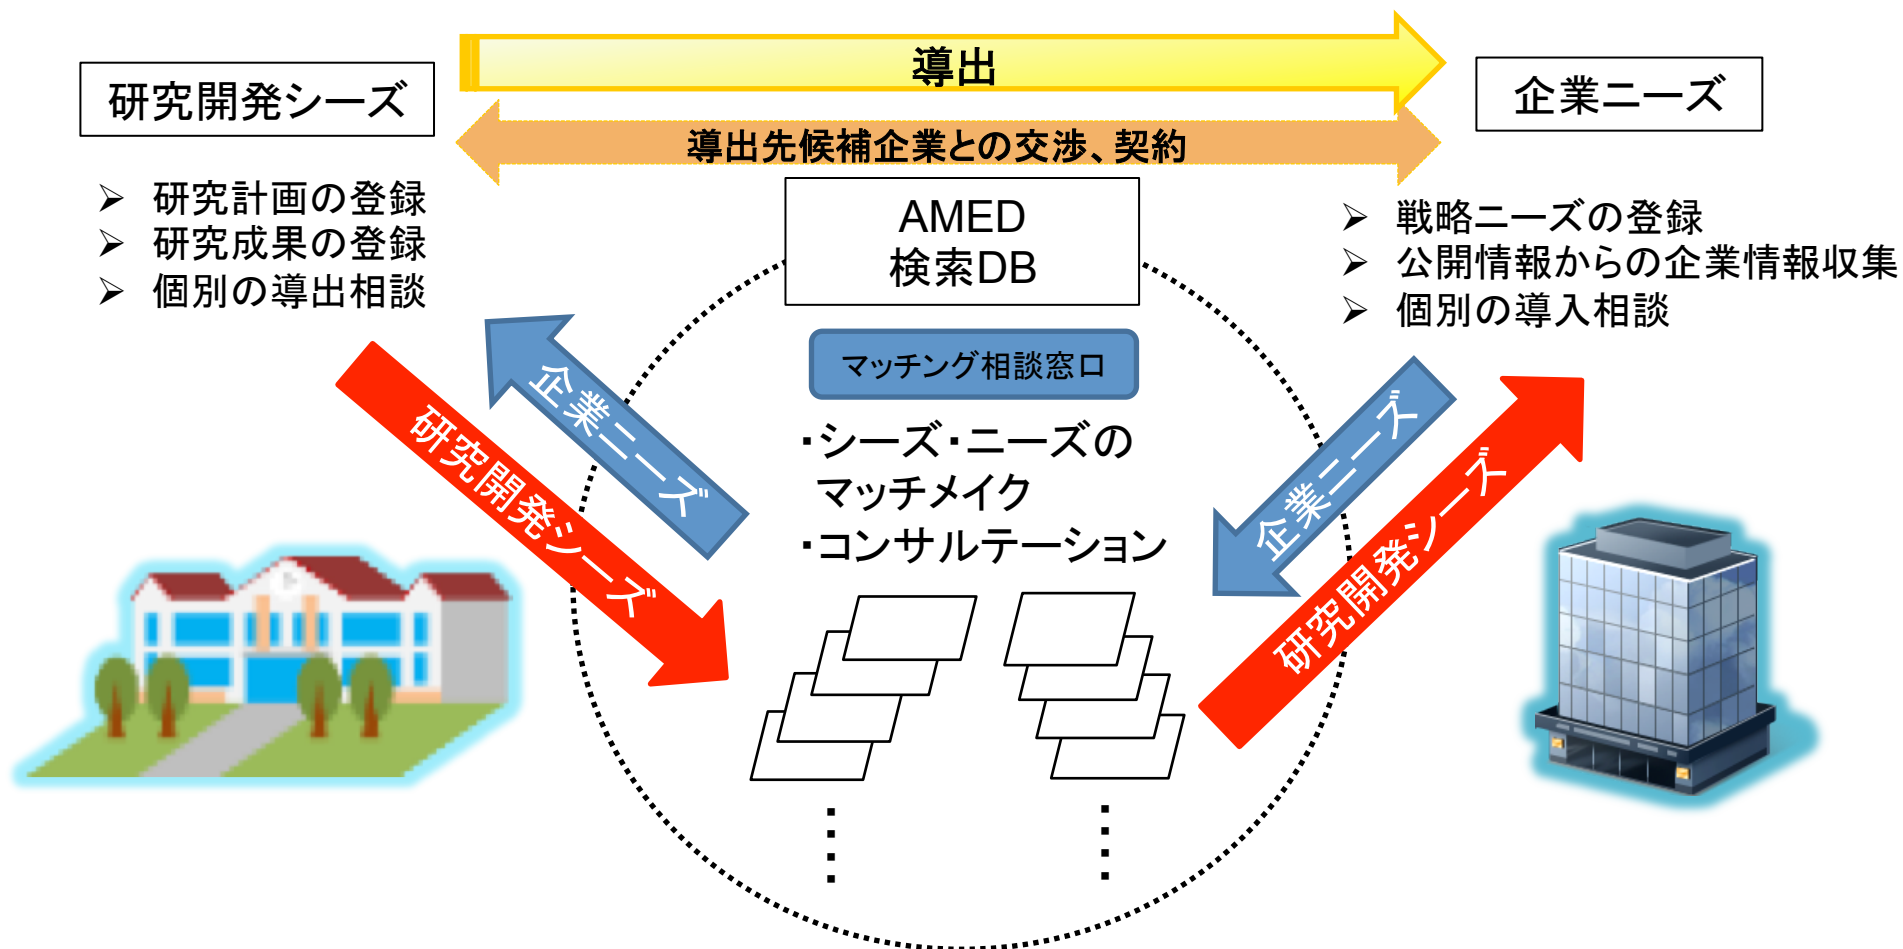 導出
研究開発シーズ
企業ニーズ
導出先候補企業との交渉、契約
➢ 研究計画の登録
➢ 研究成果の登録
➢ 個別の導出相談
AMED
検索DB
➢ 戦略ニーズの登録
➢ 公開情報からの企業情報収集
➢ 個別の導入相談
マッチング相談窓口
企業ニーズ
研究開発シーズ
・シーズ・ニーズの
マッチメイク
・コンサルテーション
企業ニーズ
研究開発シーズ